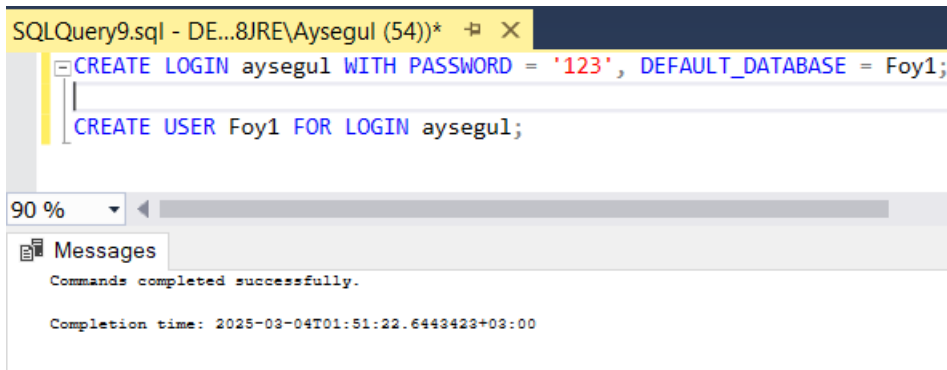 SQLQuery9.sql - DE...8JRE\Aysegul (54))*
CREATE LOGIN aysegul WITH PASSWORD = '123', DEFAULT_DATABASE = Foy1;
CREATE USER Foy1 FOR LOGIN aysegul;
90 %
Messages
Commands completed successfully.
Completion time: 2025-03-04T01:51:22.6443423+03:00